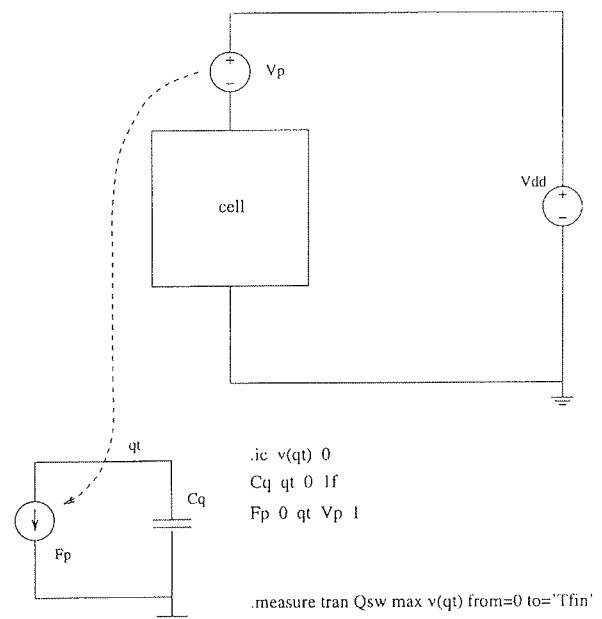 +
−
Vp
cell
Vdd
+
−
qt
Cq
Fp
.ic v(qt) 0
Cq qt 0 1f
Fp 0 qt Vp 1
.measure tran Qsw max v(qt) from=0 to='Tfin'